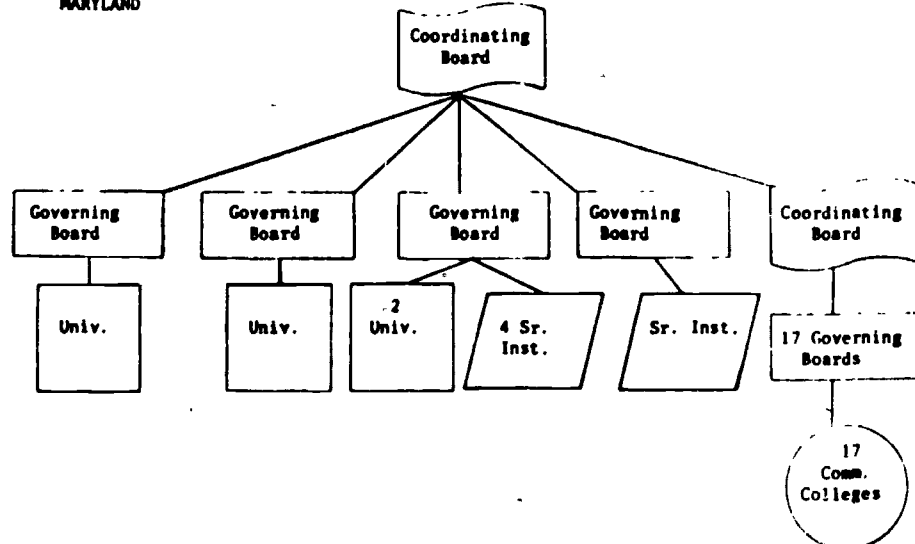 MARYLAND
Coordinating
Board
Governing
Board
Governing
Board
Governing
Board
Governing
Board
Coordinating
Board
Univ.
Univ.
2
Univ.
4 Sr.
Inst.
Sr. Inst.
17 Governing
Boards
17
Comm.
Colleges